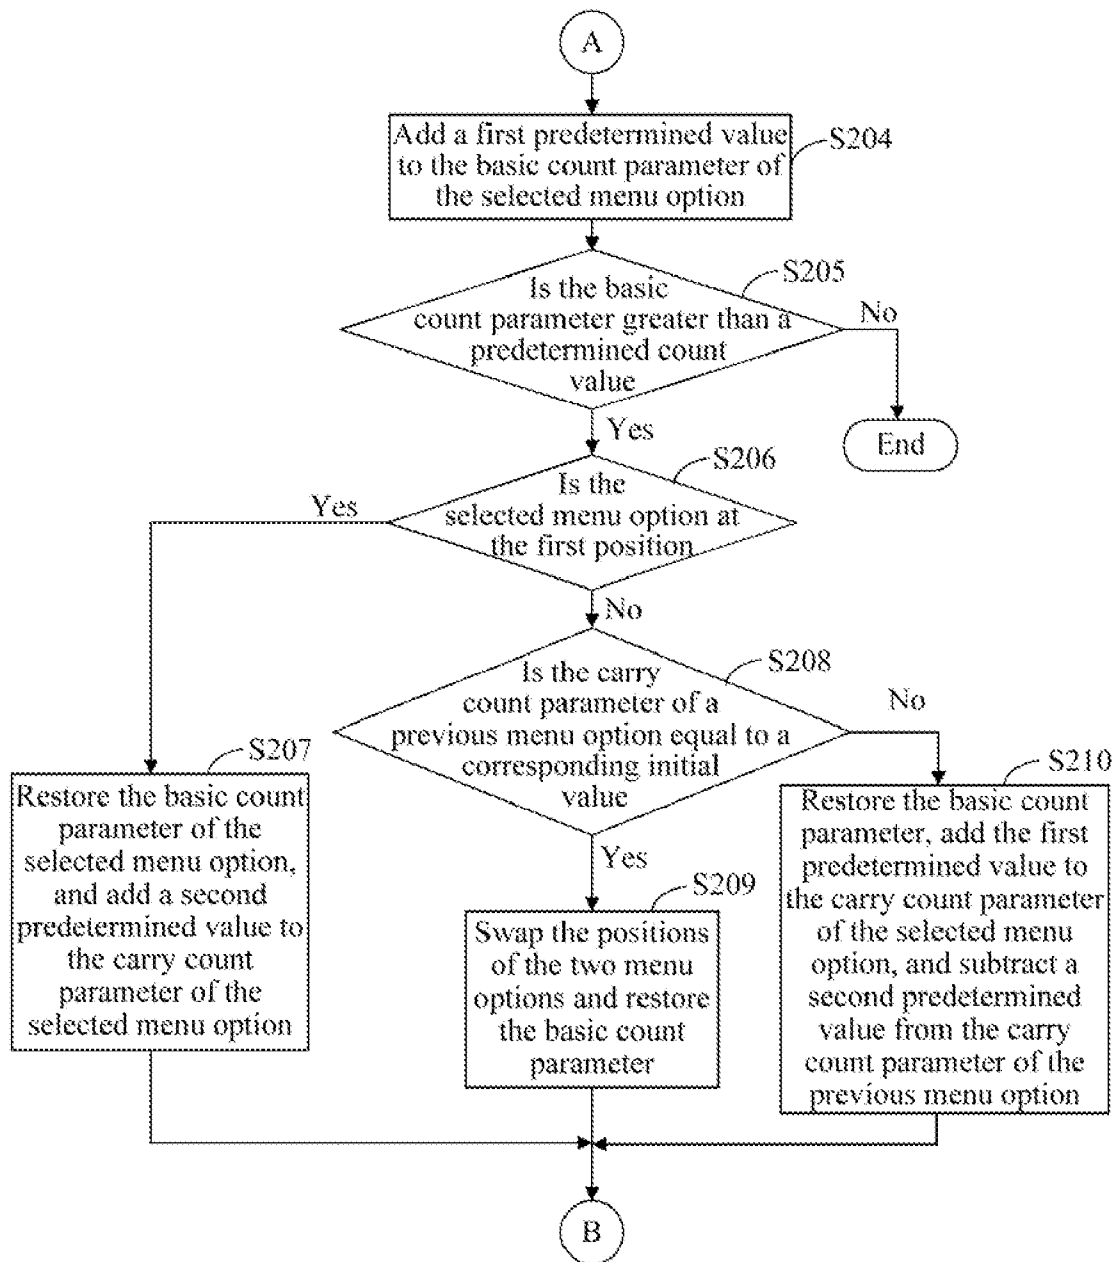 A
Add a first predetermined value
to the basic count parameter of
the selected menu option
S204
S205
Is the basic
count parameter greater than a
predetermined count
value
No
Yes
End
S206
Is the
selected menu option at
the first position
Yes
No
S208
Is the carry
count parameter of a
previous menu option equal to a
corresponding initial
value
No
Yes
S207
Restore the basic count
parameter of the
selected menu option,
and add a second
predetermined value to
the carry count
parameter of the
selected menu option
S209
Swap the positions
of the two menu
options and restore
the basic count
parameter
S210
Restore the basic count
parameter, add the first
predetermined value to
the carry count parameter
of the selected menu
option, and subtract a
second predetermined
value from the carry
count parameter of the
previous menu option
B